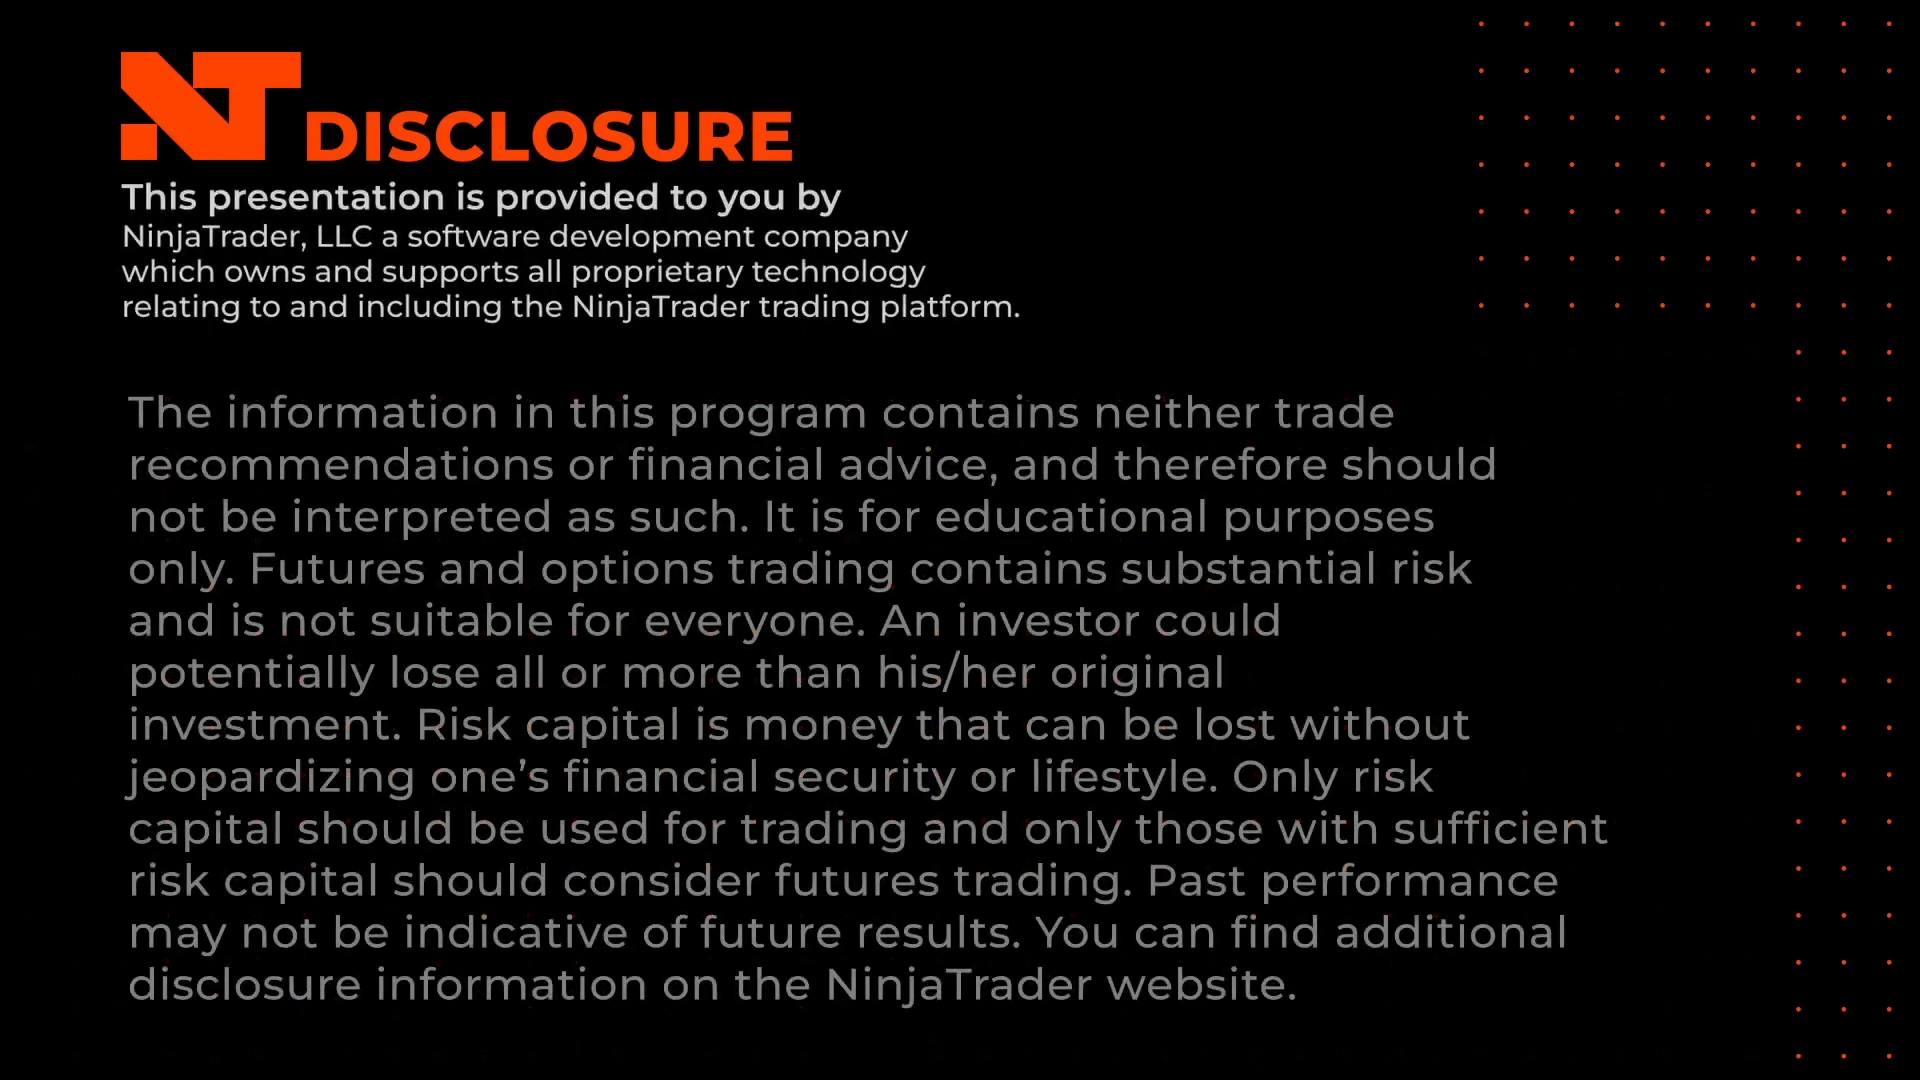 NT DISCLOSURE
This presentation is provided to you by
NinjaTrader, LLC a software development company
which owns and supports all proprietary technology
relating to and including the NinjaTrader trading platform.
The information in this program contains neither trade
recommendations or financial advice, and therefore should
not be interpreted as such. It is for educational purposes
only. Futures and options trading contains substantial risk
and is not suitable for everyone. An investor could
potentially lose all or more than his/her original
investment. Risk capital is money that can be lost without
jeopardizing one’s financial security or lifestyle. Only risk
capital should be used for trading and only those with sufficient
risk capital should consider futures trading. Past performance
may not be indicative of future results. You can find additional
disclosure information on the NinjaTrader website.